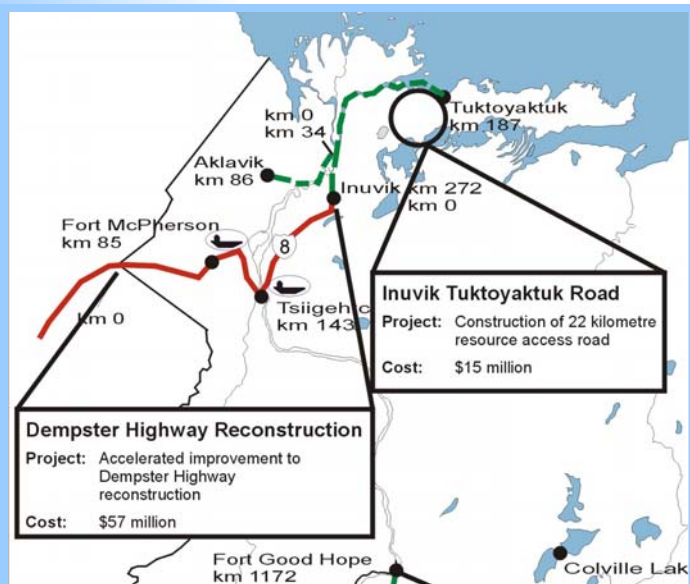 Tuktoyaktuk
km 187
km 0
km 34
Aklavik
km 86
Inuvik km 272
km 0
Fort McPherson
km 85
8
km 0
km 143
Inuvik Tuktoyaktuk Road
Project: Construction of 22 kilometre
resource access road
Cost: $15 million
Dempster Highway Reconstruction
Project: Accelerated improvement to
Dempster Highway
reconstruction
Cost: $57 million
Fort Good Hope
km 1172
Colville Lak